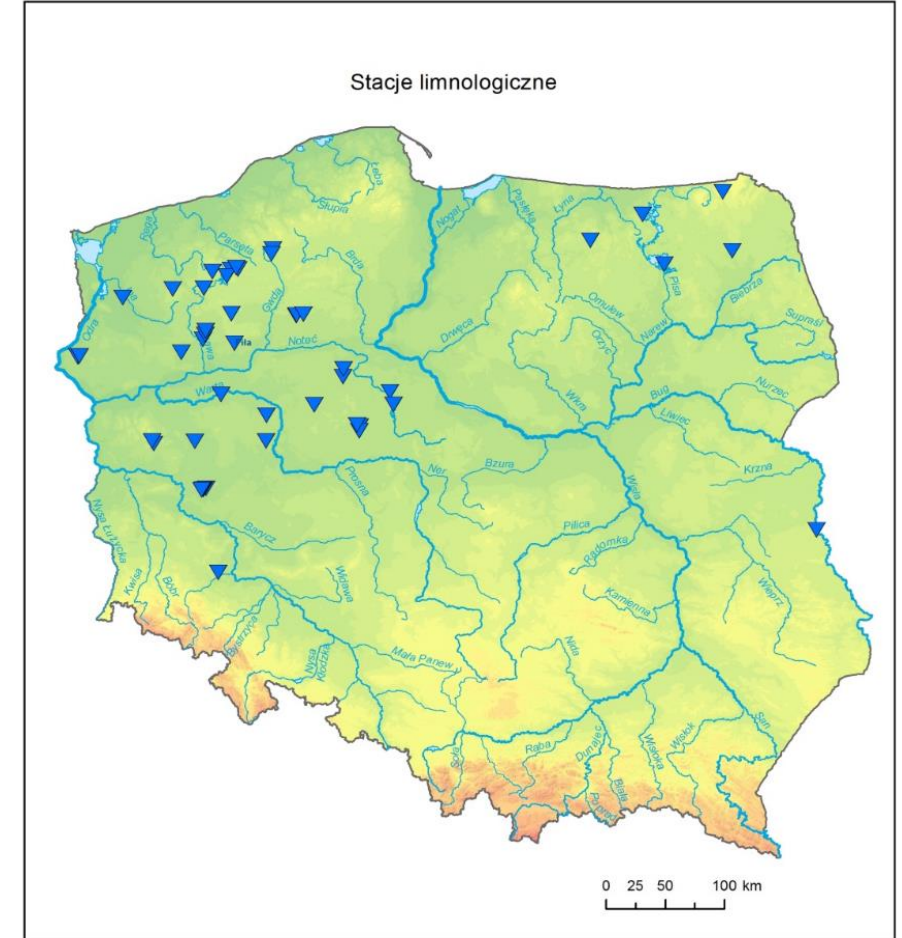 Stacje limnologiczne
Łeba
Słupia
Nogat
Pasłęka
Łyna
Rega
Parsęta
Brda
Gwda
Pisa
Biebrza
Supraśl
Omulew
Narew
Orzyc
Drwęca
Odra
Noteć
Wkra
Bug
Nurzec
Liwiec
Warta
Krzna
Ner
Bzura
Prosna
Wisła
Pilica
Nysa Łużycka
Barycz
Radomka
Wieprz
Kwisa
Bóbr
Widawa
Kamienna
Bystrzyca
Nida
Nysa
Kłodzka
Mała Panew
San
Wisłok
Wisłoka
Dunajec
Raba
Soła
Biała
Poprad
0 25 50 100 km